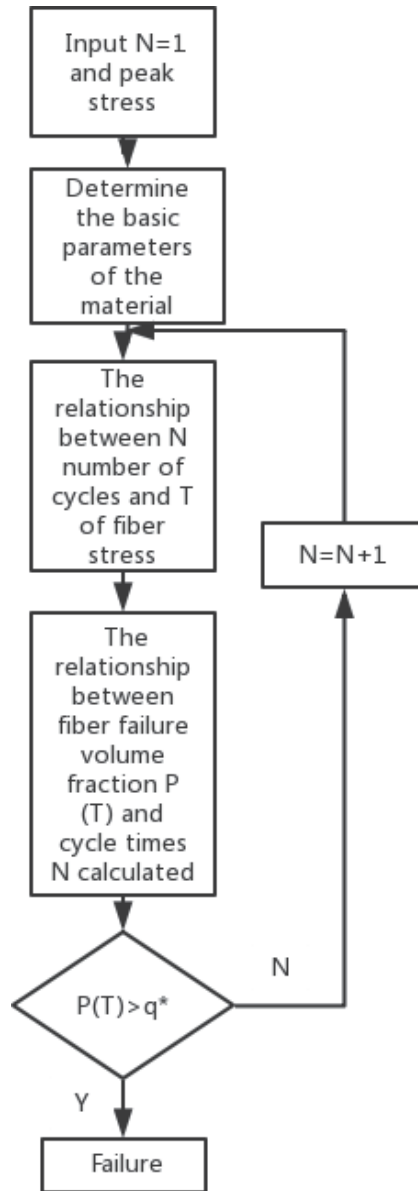 Input N=1
and peak
stress
Determine
the basic
parameters
of the
material
The
relationship
between N
number of
cycles and T
of fiber
stress
N=N+1
The
relationship
between
fiber failure
volume
fraction P
(T) and
cycle times
N calculated
P(T)>q*
N
Y
Failure